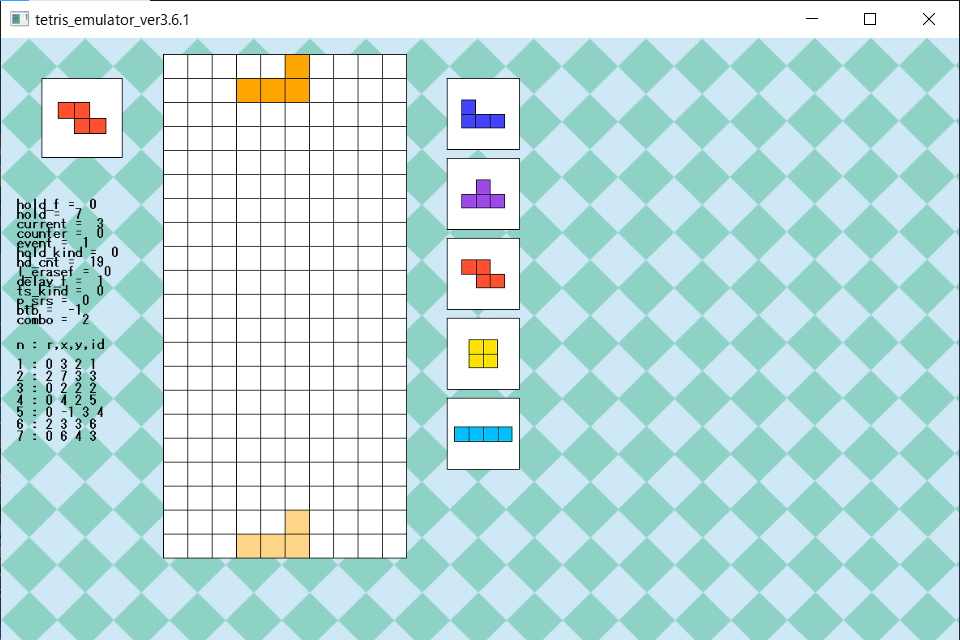 tetris_emulator_ver3.6.1
hold_f = 0
hold = 7
current = 3
counter = 0
event = 1
hold_kind = 0
hd_cnt = 19
l_erasef = 0
delay_f = 1
ts_kind = 0
p_srs = 0
btb = -1
combo = 2
n : r,x,y,id
1 : 0 3 2 1
2 : 2 7 3 3
3 : 0 2 2 2
4 : 0 4 2 5
5 : 0 -1 3 4
6 : 2 3 3 6
7 : 0 6 4 3